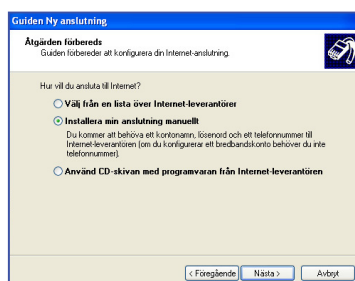 Guiden Ny anslutning
Åtgärden förbereds
Guiden förbereder att konfigurera din Internet-anslutning.
Hur vill du ansluta till Internet?
Välj från en lista över Internet-leverantörer
Installera min anslutning manuellt
Du kommer att behöva ett kontonamn, lösenord och ett telefonnummer till
Internet-leverantören (om du konfigurerar ett bredbandskonto behöver du inte
telefonnummer).
Använd CD-skivan med programvaran från Internet-leverantören
< Föregående Nästa > Avbryt